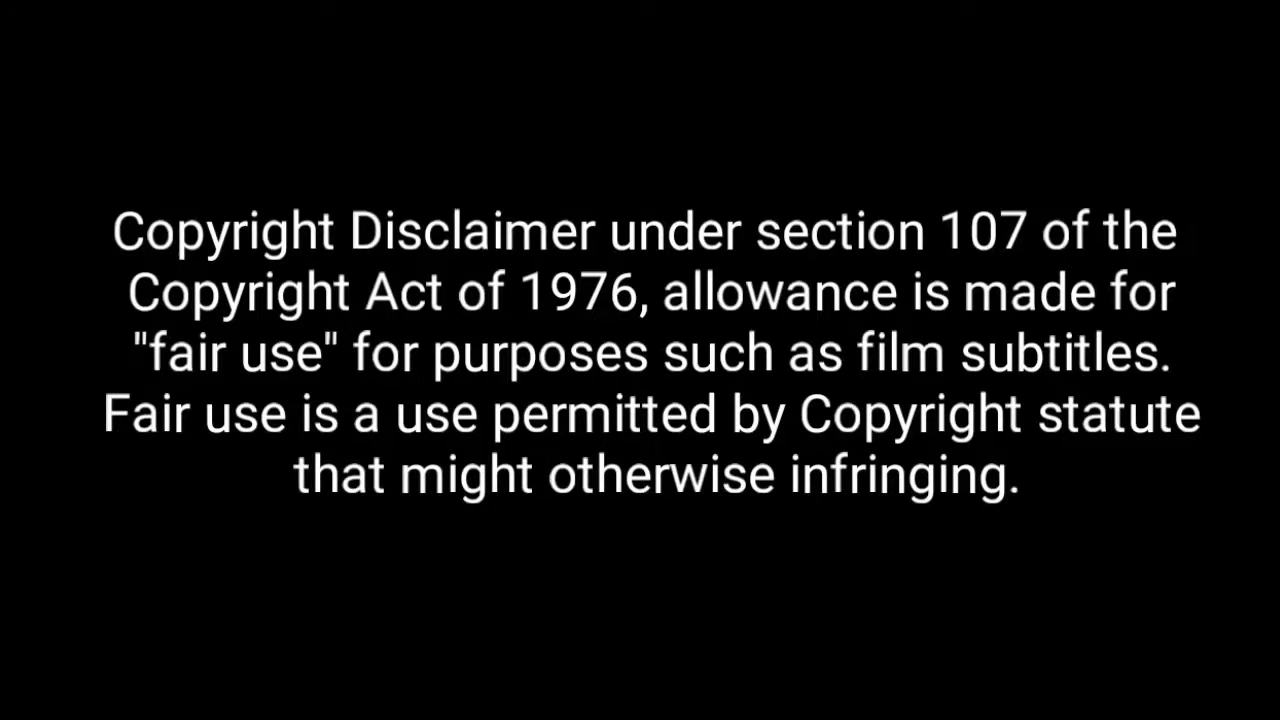 Copyright Disclaimer under section 107 of the
Copyright Act of 1976, allowance is made for
"fair use" for purposes such as film subtitles.
Fair use is a use permitted by Copyright statute
that might otherwise infringing.